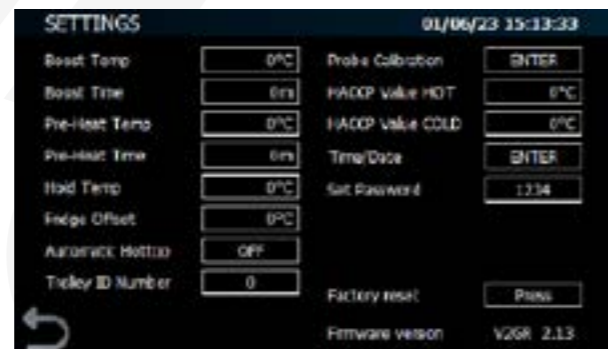 SETTINGS 01/06/23 15:13:33
Boost Temp 0°C
Boost Time 0m
Pre-Heat Temp 0°C
Pre-Heat Time 0m
Hold Temp 0°C
Fridge Offset 0°C
Automatic Hottop OFF
Trolley ID Number 0
Probe Calibration ENTER
HACCP Value HOT 0°C
HACCP Value COLD 0°C
Time/Date ENTER
Set Password 1234
Factory reset Press
Firmware version V2GR 2.13